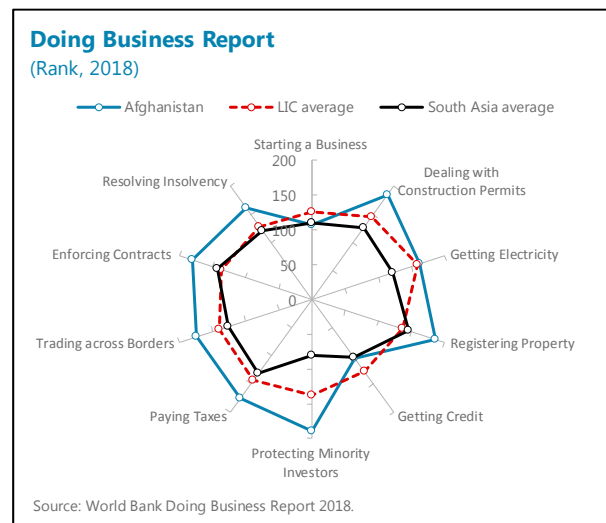 Doing Business Report
(Rank, 2018)
Afghanistan
LIC average
South Asia average
Starting a Business
200
150
100
50
0
Dealing with
Construction Permits
Getting Electricity
Registering Property
Getting Credit
Protecting Minority
Investors
Paying Taxes
Trading across Borders
Enforcing Contracts
Resolving Insolvency
Source: World Bank Doing Business Report 2018.